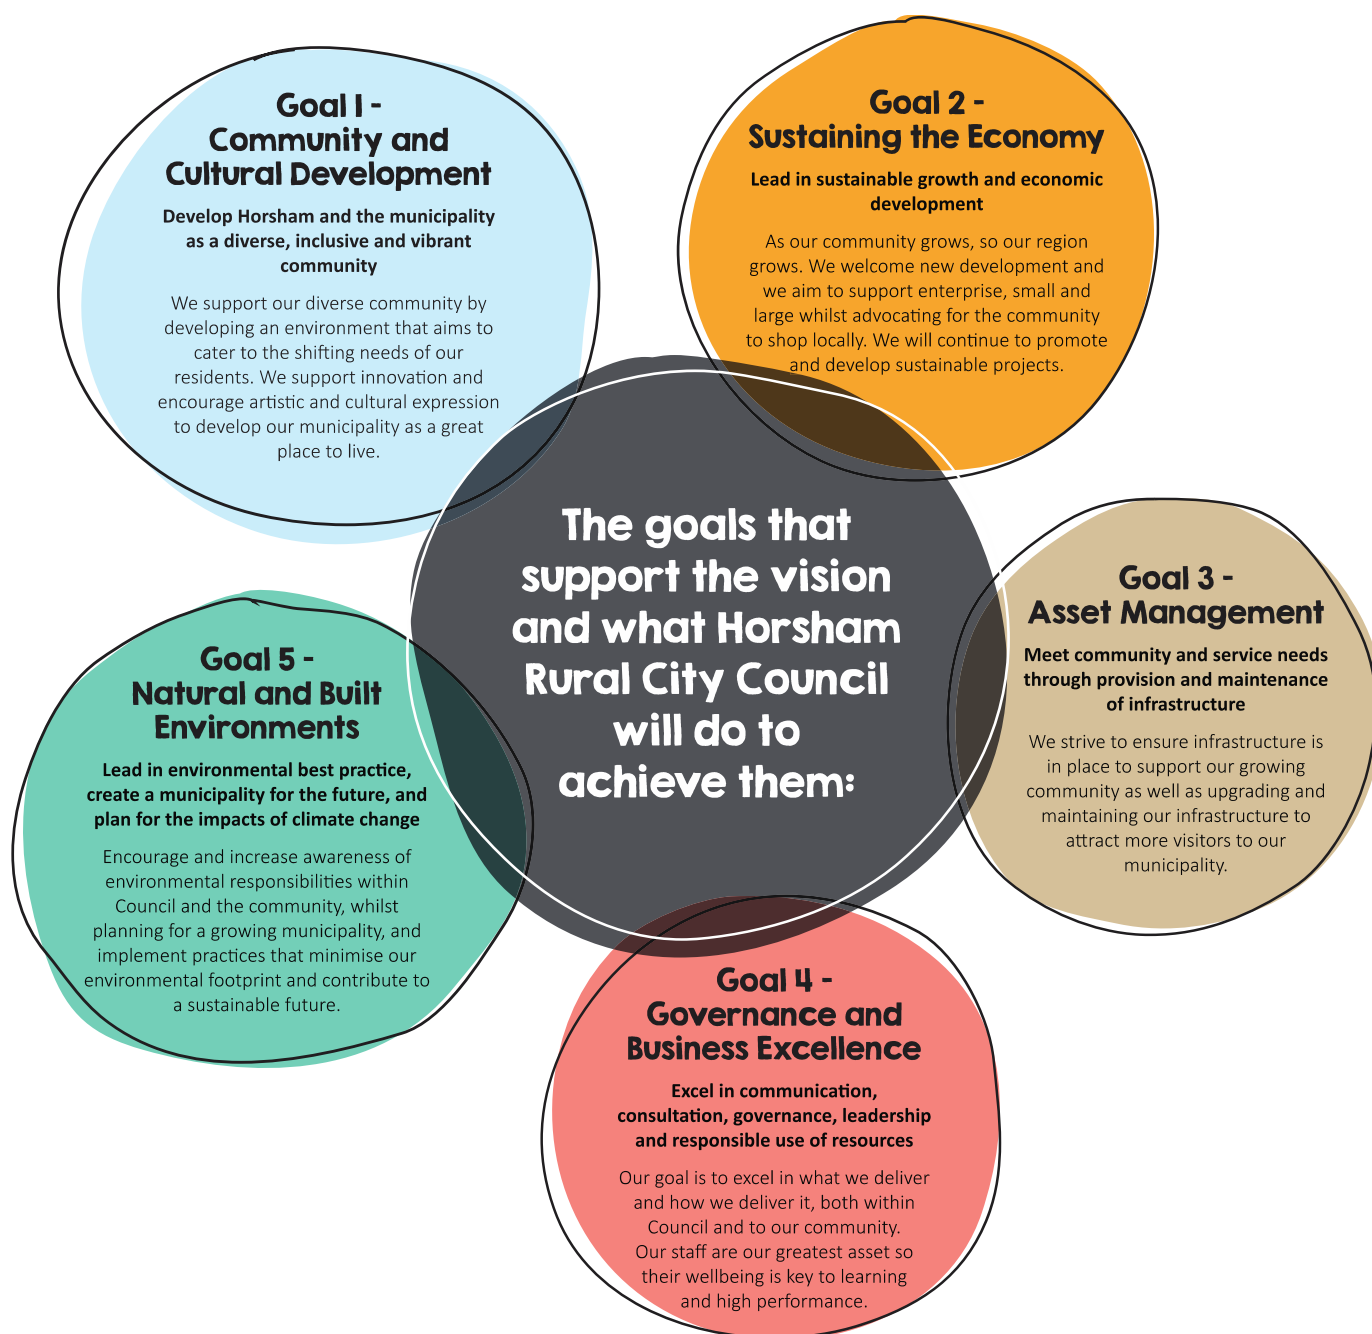 Goal 1 -
Community and
Cultural Development
Develop Horsham and the municipality
as a diverse, inclusive and vibrant
community
We support our diverse community by
developing an environment that aims to
cater to the shifting needs of our
residents. We support innovation and
encourage artistic and cultural expression
to develop our municipality as a great
place to live.
Goal 2 -
Sustaining the Economy
Lead in sustainable growth and economic
development
As our community grows, so our region
grows. We welcome new development and
we aim to support enterprise, small and
large whilst advocating for the community
to shop locally. We will continue to promote
and develop sustainable projects.
The goals that
support the vision
and what Horsham
Rural City Council
will do to
achieve them:
Goal 3 -
Asset Management
Meet community and service needs
through provision and maintenance
of infrastructure
We strive to ensure infrastructure is
in place to support our growing
community as well as upgrading and
maintaining our infrastructure to
attract more visitors to our
municipality.
Goal 4 -
Governance and
Business Excellence
Excel in communication,
consultation, governance, leadership
and responsible use of resources
Our goal is to excel in what we deliver
and how we deliver it, both within
Council and to our community.
Our staff are our greatest asset so
their wellbeing is key to learning
and high performance.
Goal 5 -
Natural and Built
Environments
Lead in environmental best practice,
create a municipality for the future, and
plan for the impacts of climate change
Encourage and increase awareness of
environmental responsibilities within
Council and the community, whilst
planning for a growing municipality, and
implement practices that minimise our
environmental footprint and contribute to
a sustainable future.